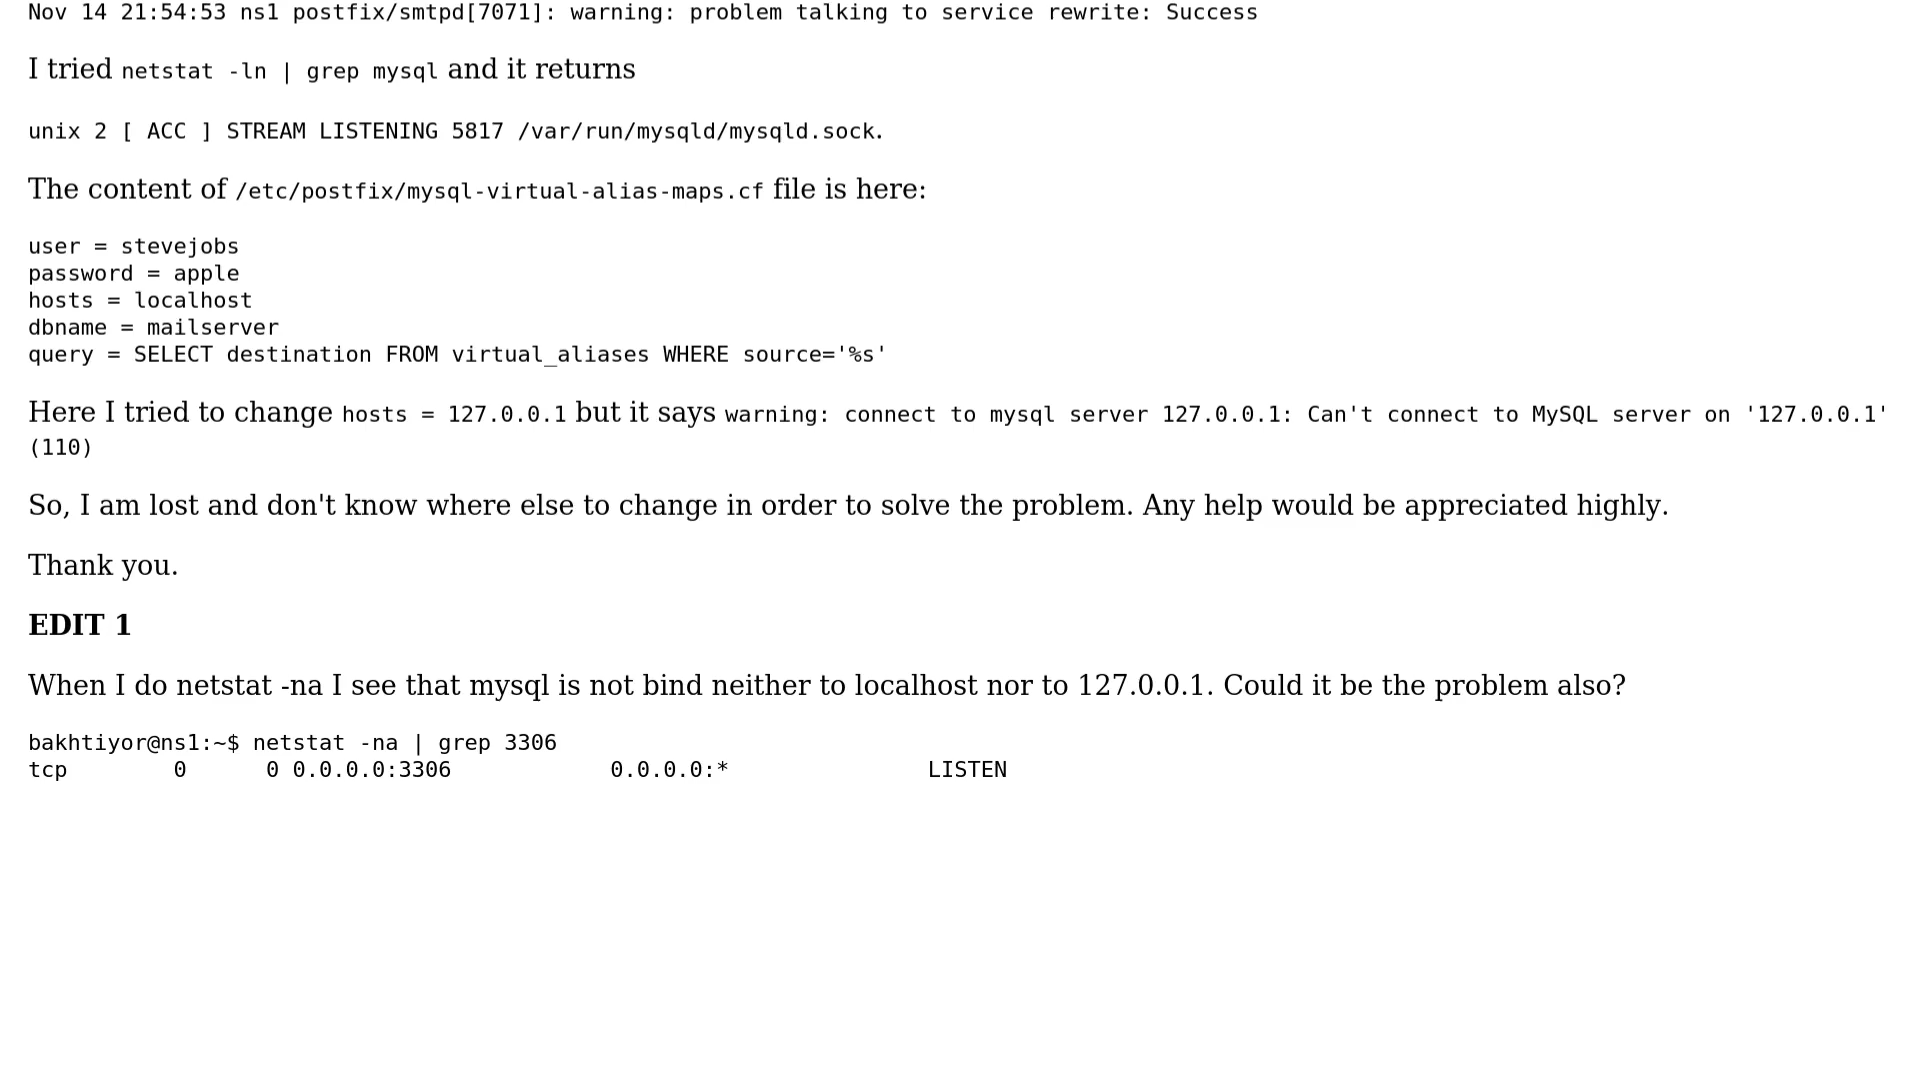 Nov 14 21:54:53 ns1 postfix/smtpd[7071]: warning: problem talking to service rewrite: Success
I tried netstat -ln | grep mysql and it returns
unix 2 [ ACC ] STREAM LISTENING 5817 /var/run/mysqld/mysqld.sock.
The content of /etc/postfix/mysql-virtual-alias-maps.cf file is here:
user = stevejobs
password = apple
hosts = localhost
dbname = mailserver
query = SELECT destination FROM virtual_aliases WHERE source='%s'
Here I tried to change hosts = 127.0.0.1 but it says warning: connect to mysql server 127.0.0.1: Can't connect to MySQL server on '127.0.0.1'
(110)
So, I am lost and don't know where else to change in order to solve the problem. Any help would be appreciated highly.
Thank you.
EDIT 1
When I do netstat -na I see that mysql is not bind neither to localhost nor to 127.0.0.1. Could it be the problem also?
bakhtiyor@ns1:~$ netstat -na | grep 3306
tcp        0      0 0.0.0.0:3306            0.0.0.0:*               LISTEN